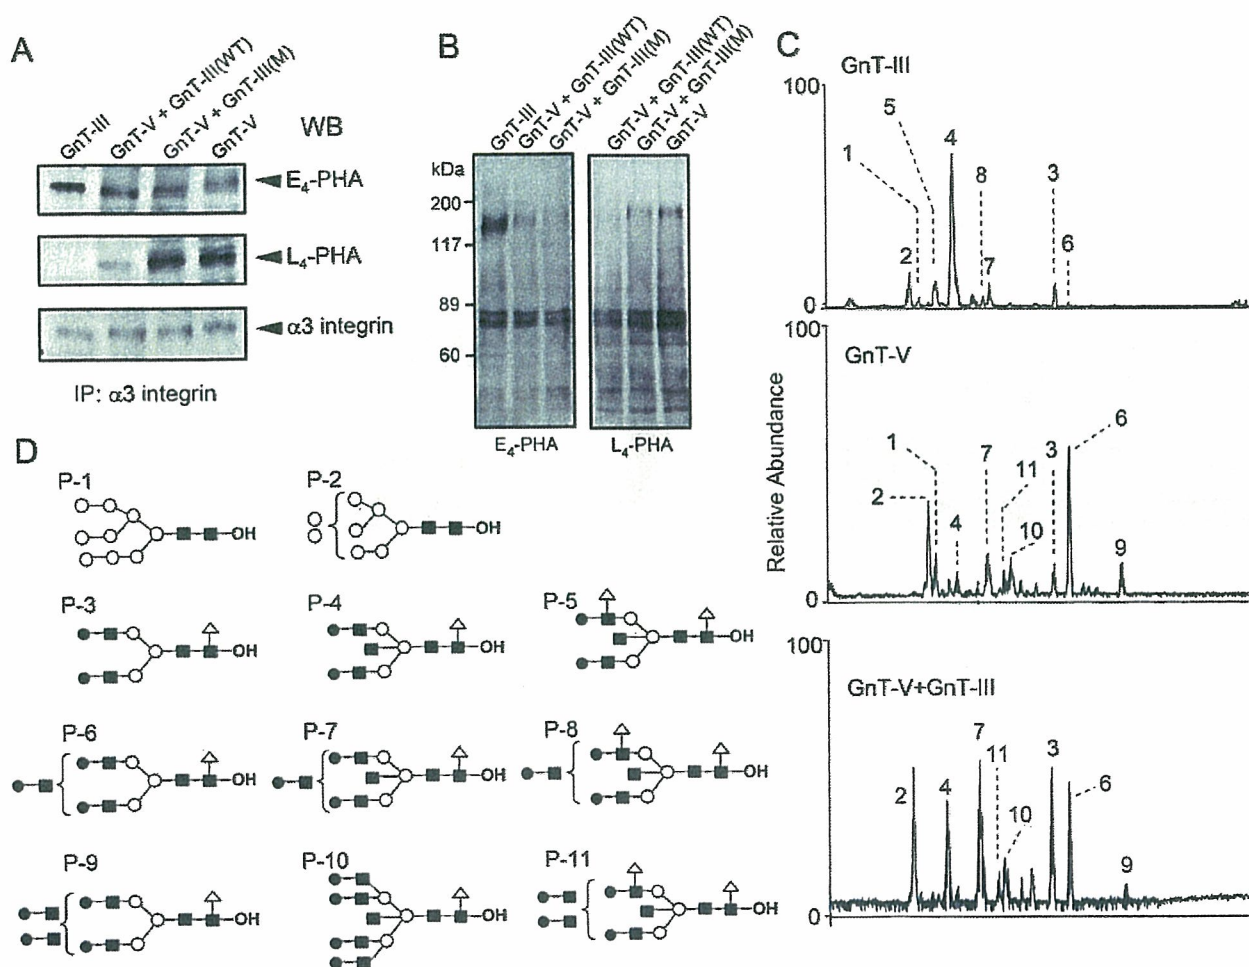 A
GnT-III
GnT-V + GnT-III(WT)
GnT-V + GnT-III(M)
GnT-V
WB
E4-PHA
L4-PHA
α3 integrin
IP: α3 integrin
B
GnT-III
GnT-V + GnT-III(WT)
GnT-V + GnT-III(M)
GnT-V + GnT-III(WT)
GnT-V + GnT-III(M)
GnT-V
kDa
200
117
89
60
E4-PHA
L4-PHA
C
Relative Abundance
GnT-III
100
0
1
5
4
8
3
2
7
6
GnT-V
100
0
1
2
4
7
11
10
3
6
9
GnT-V+GnT-III
100
0
2
4
7
11
10
3
6
9
D
P-1
OH
P-2
OH
P-3
OH
P-4
OH
P-5
OH
P-6
OH
P-7
OH
P-8
OH
P-9
OH
P-10
OH
P-11
OH